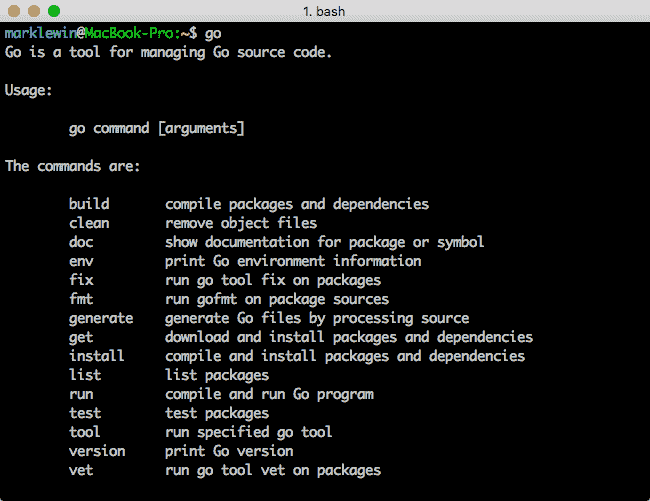 1. bash
marklewin@MacBook-Pro:~$ go
Go is a tool for managing Go source code.
Usage:
go command [arguments]
The commands are:
build compile packages and dependencies
clean remove object files
doc show documentation for package or symbol
env print Go environment information
fix run go tool fix on packages
fmt run gofmt on package sources
generate generate Go files by processing source
get download and install packages and dependencies
install compile and install packages and dependencies
list list packages
run compile and run Go program
test test packages
tool run specified go tool
version print Go version
vet run go tool vet on packages